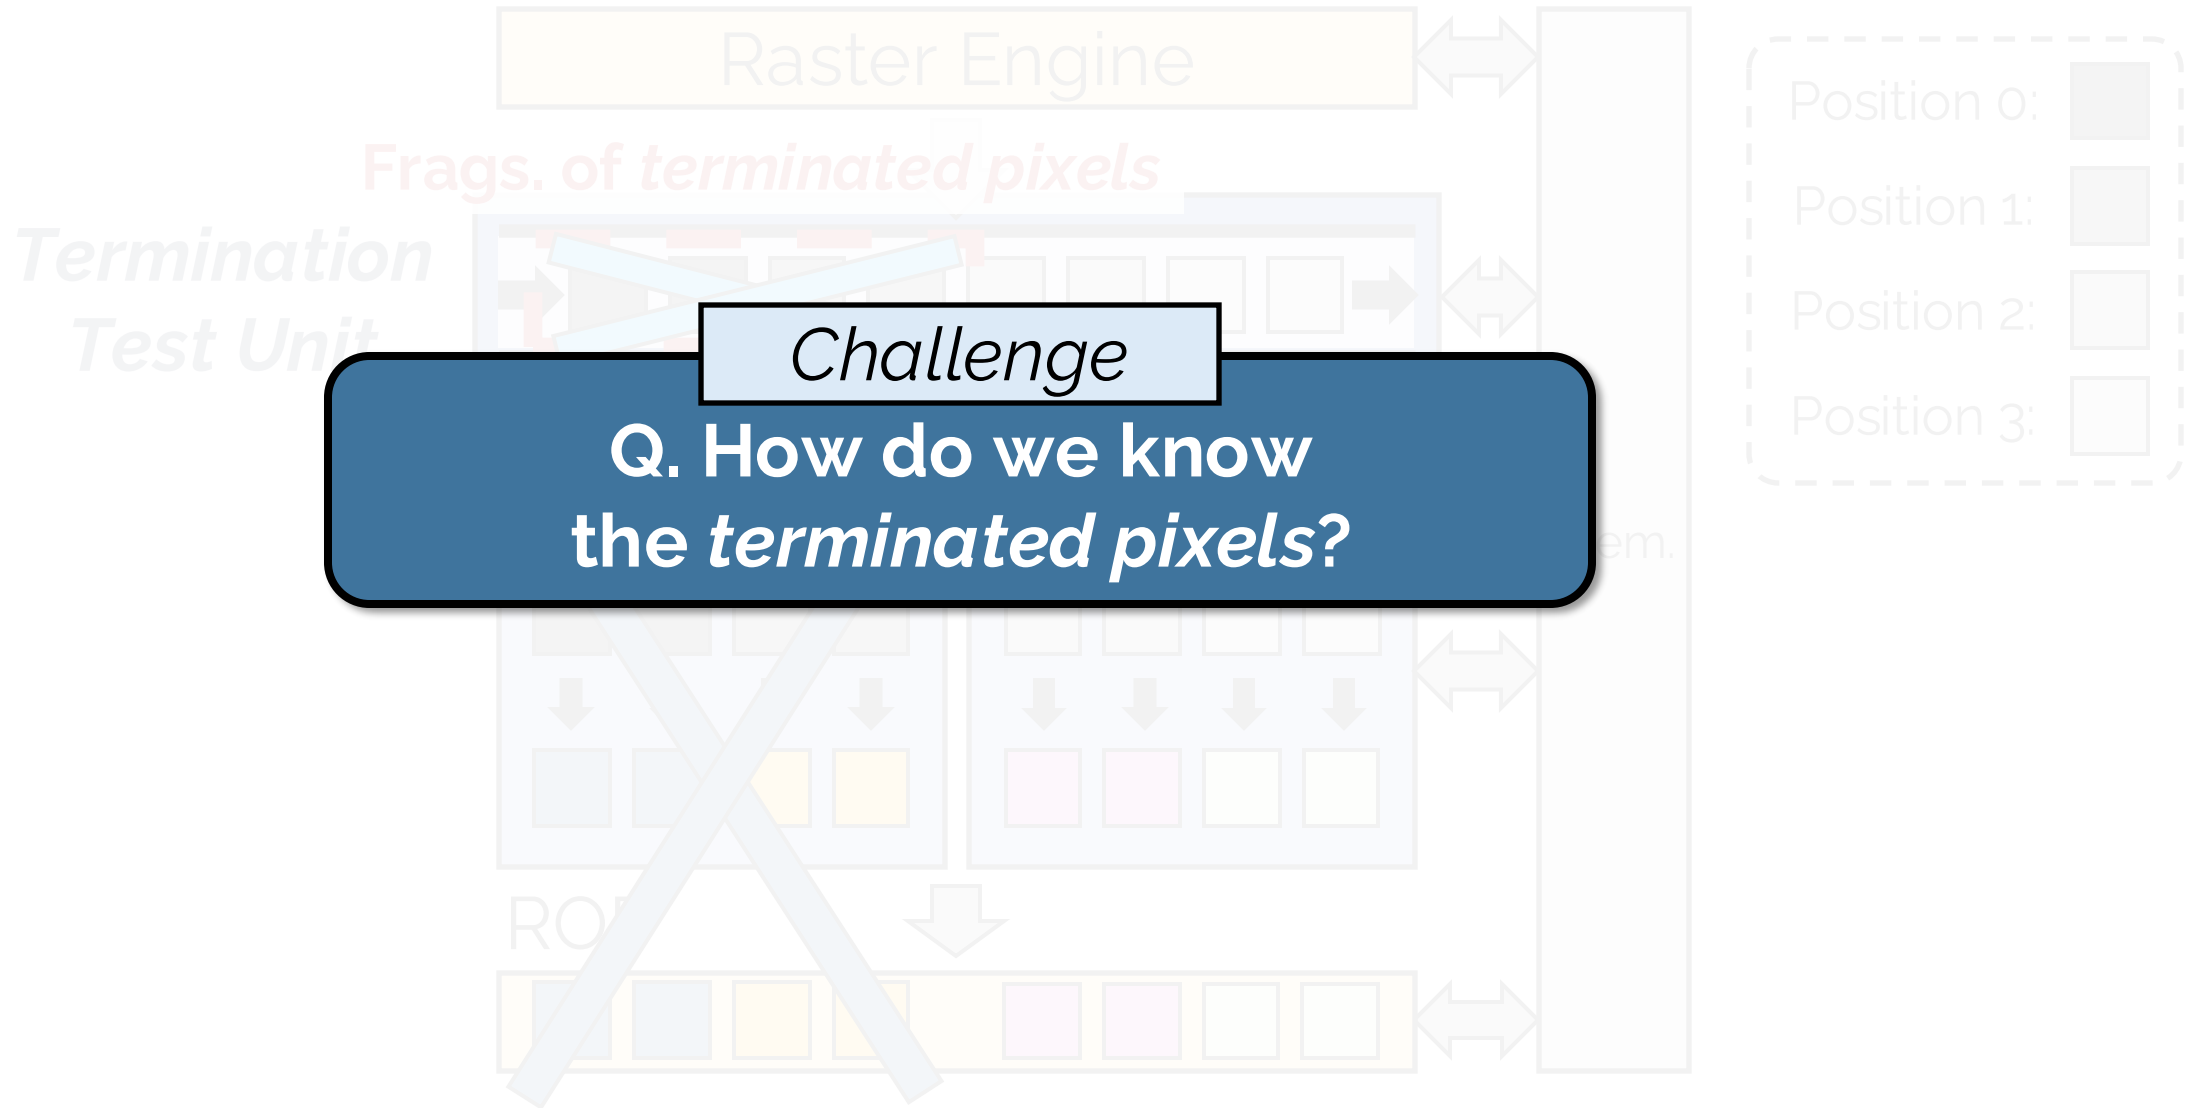 Raster Engine
Frags. of terminated pixels
Termination
Test Unit
Position 0:
Position 1:
Position 2:
Position 3:
Challenge
Q. How do we know
the terminated pixels?
em.